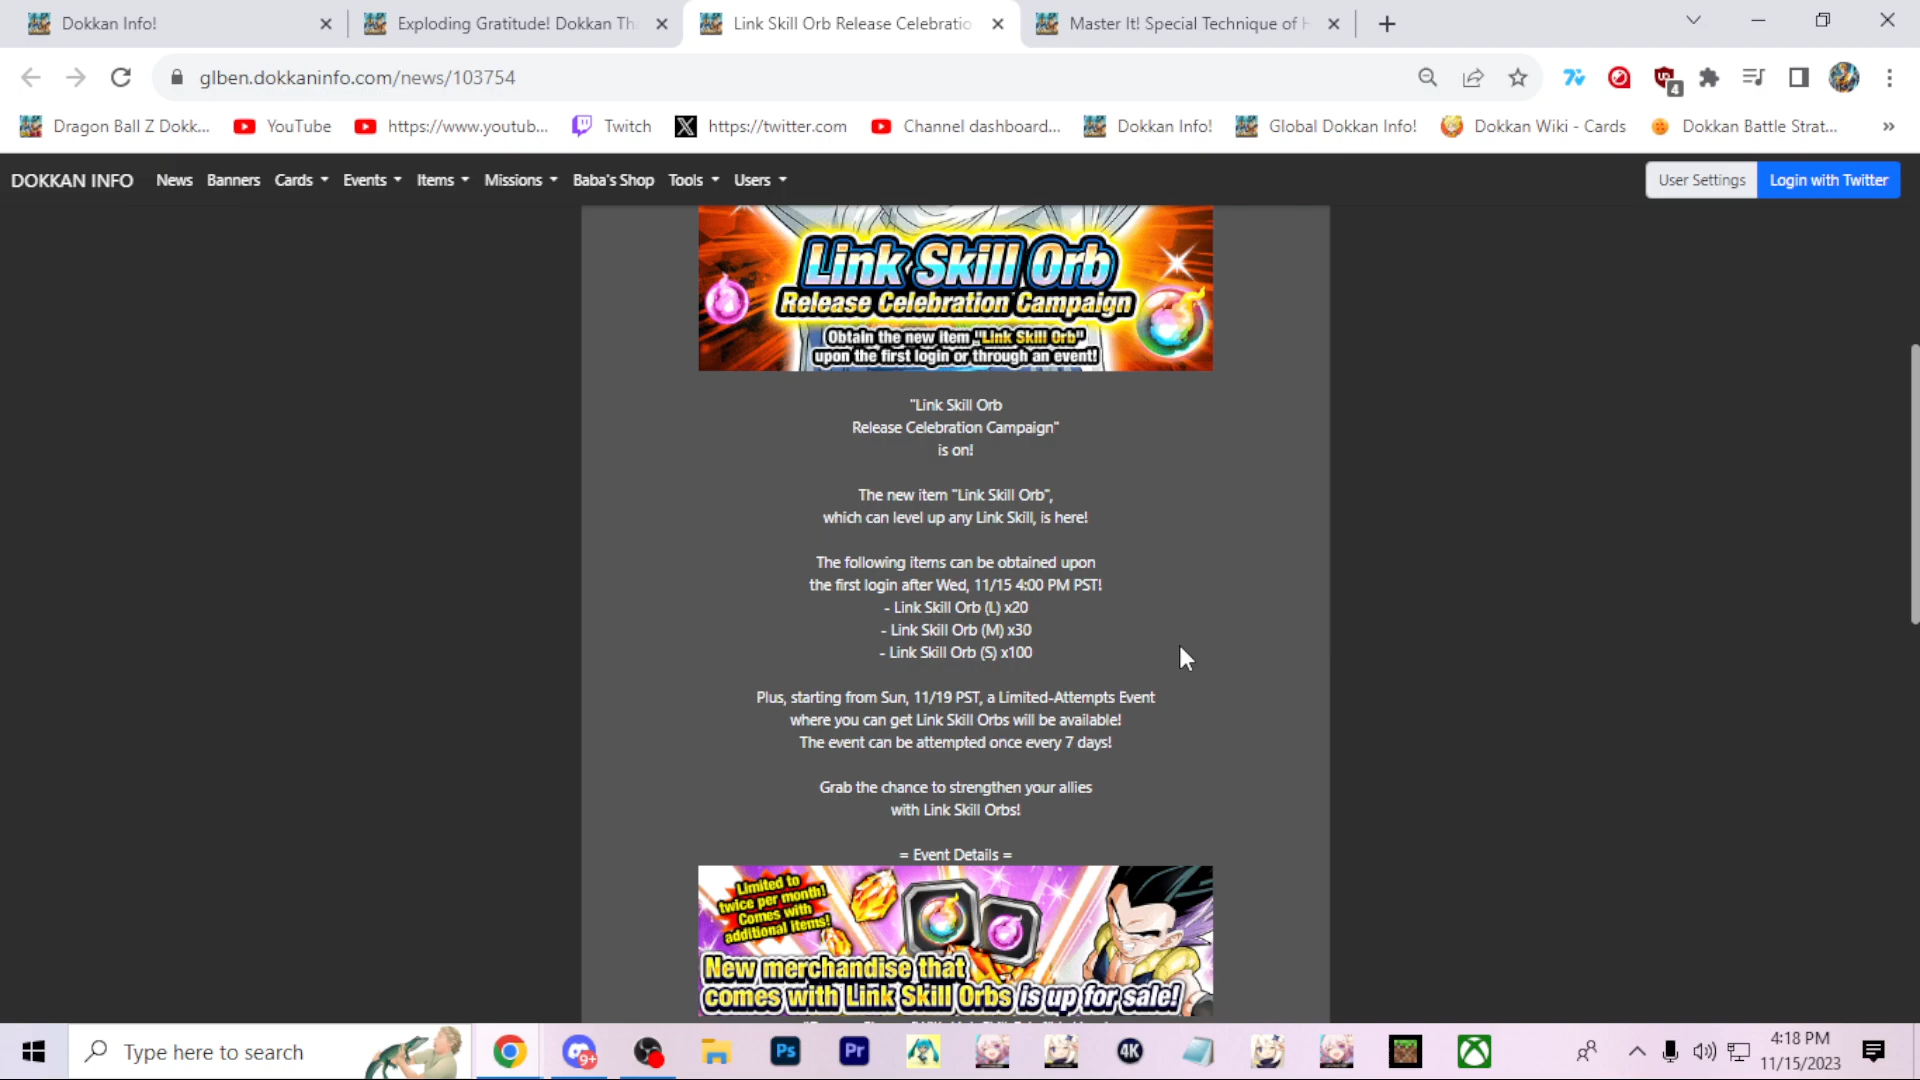 Dokkan Info!
Exploding Gratitude! Dokkan Th
Link Skill Orb Release Celebratio
Master It! Special Technique of H
glben.dokkaninfo.com/news/103754
4
Dragon Ball Z Dokk...
YouTube
https://www.youtub...
Twitch
https://twitter.com
Channel dashboard...
Dokkan Info!
Global Dokkan Info!
Dokkan Wiki - Cards
Dokkan Battle Strat...
»
DOKKAN INFO
News
Banners
Cards
Events
Items
Missions
Baba's Shop
Tools
Users
User Settings
Login with Twitter
Link Skill Orb
Release Celebration Campaign
Obtain the new item "Link Skill Orb"
upon the first login or through an event!
"Link Skill Orb
Release Celebration Campaign"
is on!
The new item "Link Skill Orb",
which can level up any Link Skill, is here!
The following items can be obtained upon
the first login after Wed, 11/15 4:00 PM PST!
- Link Skill Orb (L) x20
- Link Skill Orb (M) x30
- Link Skill Orb (S) x100
Plus, starting from Sun, 11/19 PST, a Limited-Attempts Event
where you can get Link Skill Orbs will be available!
The event can be attempted once every 7 days!
Grab the chance to strengthen your allies
with Link Skill Orbs!
= Event Details =
Limited to
twice per month!
Comes with
additional items!
New merchandise that
comes with Link Skill Orbs is up for sale!
Type here to search
9+
Ps
Pr
4K
4:18 PM
11/15/2023